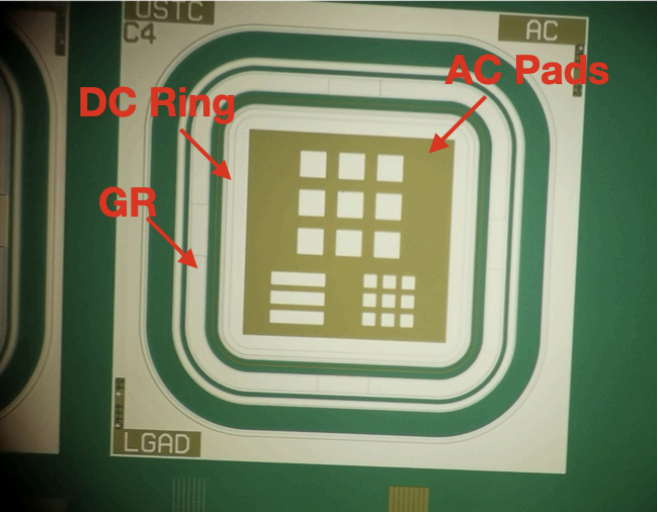 USTC
C4
AC
AC Pads
DC Ring
GR
LGAD